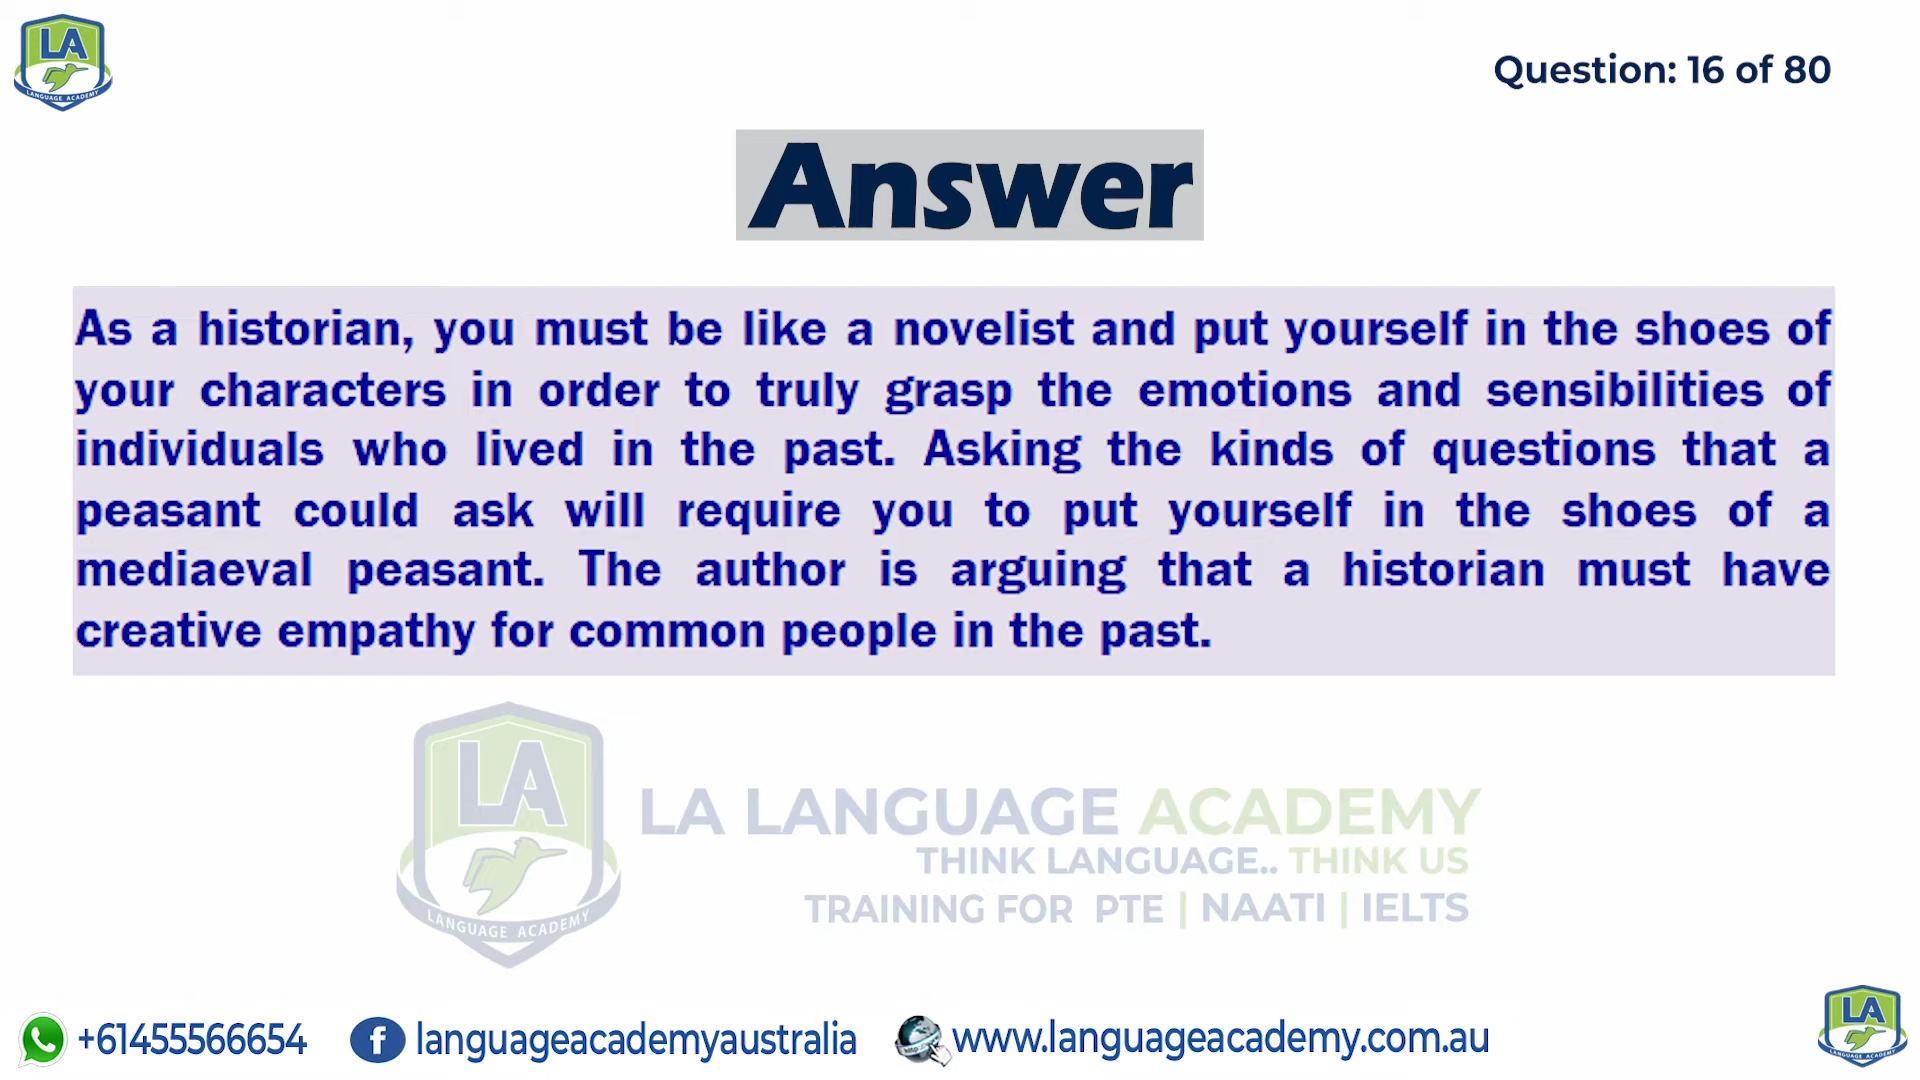 LA
LANGUAGE ACADEMY
Question: 16 of 80
Answer
As a historian, you must be like a novelist and put yourself in the shoes of
your characters in order to truly grasp the emotions and sensibilities of
individuals who lived in the past. Asking the kinds of questions that a
peasant could ask will require you to put yourself in the shoes of a
mediaeval peasant. The author is arguing that a historian must have
creative empathy for common people in the past.
LA
LANGUAGE ACADEMY
LA LANGUAGE ACADEMY
THINK LANGUAGE.. THINK US
TRAINING FOR PTE | NAATI | IELTS
+61455566654
languageacademyaustralia
www.languageacademy.com.au
LA
LANGUAGE ACADEMY